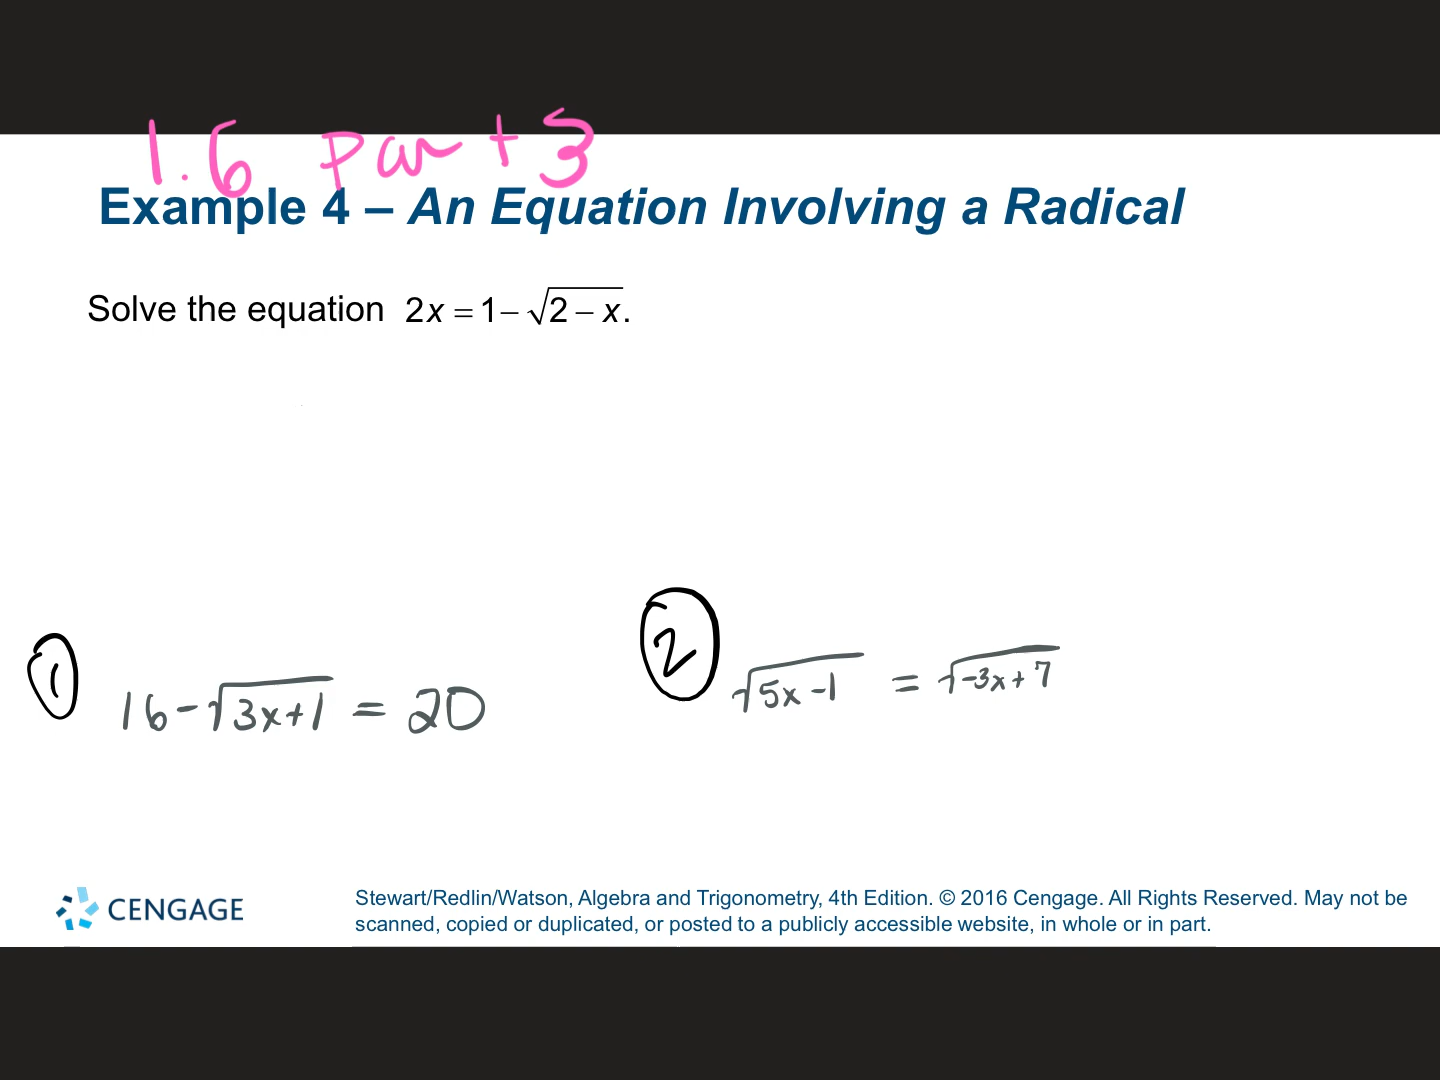 1.6 Part 3
Example 4 – An Equation Involving a Radical
Solve the equation 2x = 1 – √2 – x.
①
16 - √3x+1 = 20
②
√5x -1 = √-3x + 7
CENGAGE
Stewart/Redlin/Watson, Algebra and Trigonometry, 4th Edition. © 2016 Cengage. All Rights Reserved. May not be
scanned, copied or duplicated, or posted to a publicly accessible website, in whole or in part.